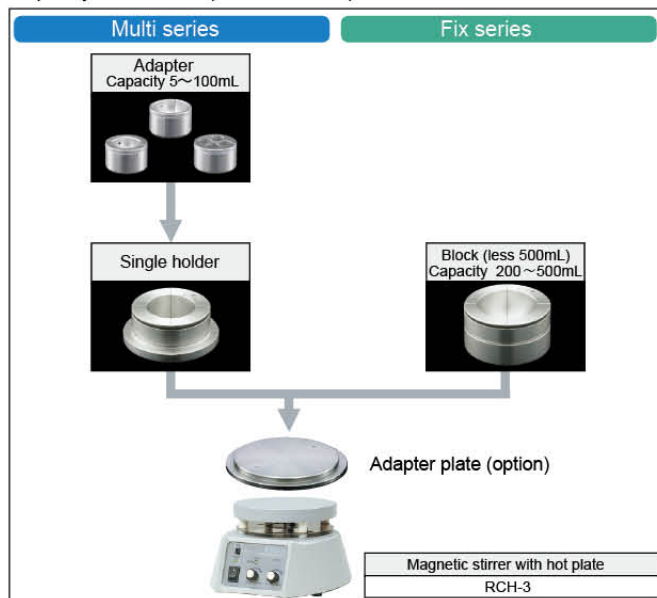 Multi series
Fix series
Adapter
Capacity 5～100mL
Single holder
Block (less 500mL)
Capacity 200～500mL
Adapter plate (option)
Magnetic stirrer with hot plate
RCH-3